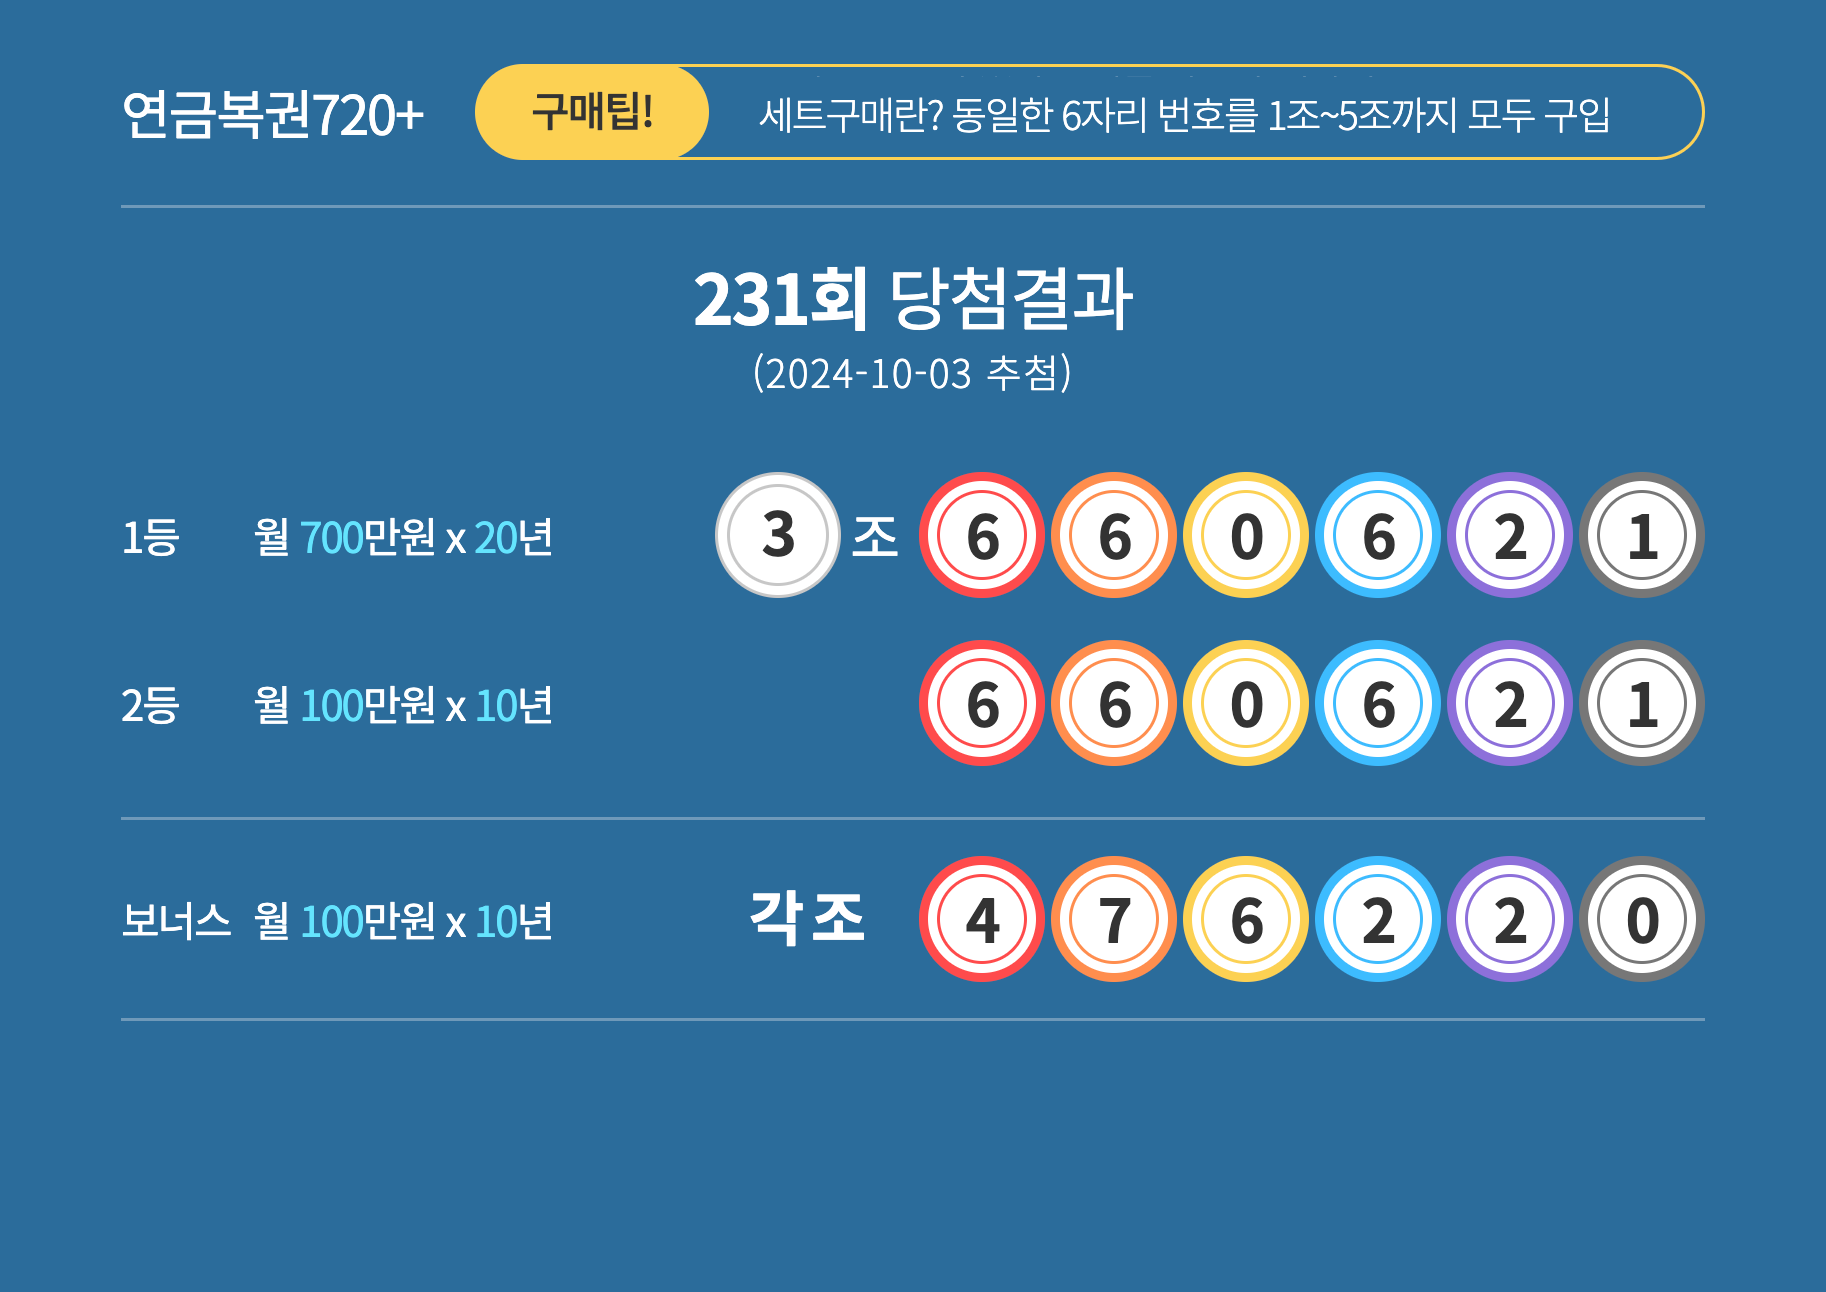 연금복권720+
구매팁!
세트구매란? 동일한 6자리 번호를 1조~5조까지 모두 구입
231회 당첨결과
(2024-10-03 추첨)
1등 월 700만원 x 20년 3 조 6 6 0 6 2 1
2등 월 100만원 x 10년 6 6 0 6 2 1
보너스 월 100만원 x 10년 각조 4 7 6 2 2 0